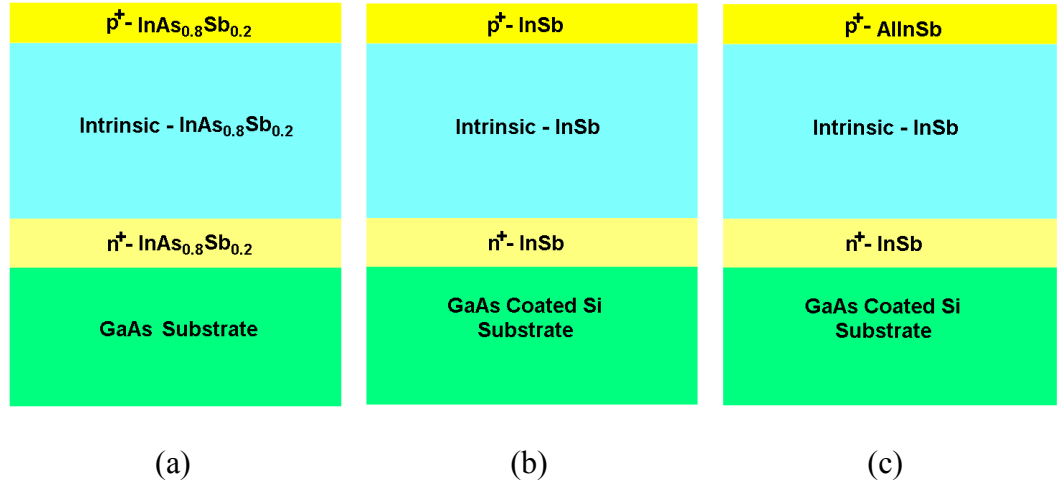 p⁺- InAs₀.₈Sb₀.₂
Intrinsic - InAs₀.₈Sb₀.₂
n⁺- InAs₀.₈Sb₀.₂
GaAs Substrate
(a)
p⁺- InSb
Intrinsic - InSb
n⁺- InSb
GaAs Coated Si
Substrate
(b)
p⁺- AlInSb
Intrinsic - InSb
n⁺- InSb
GaAs Coated Si
Substrate
(c)